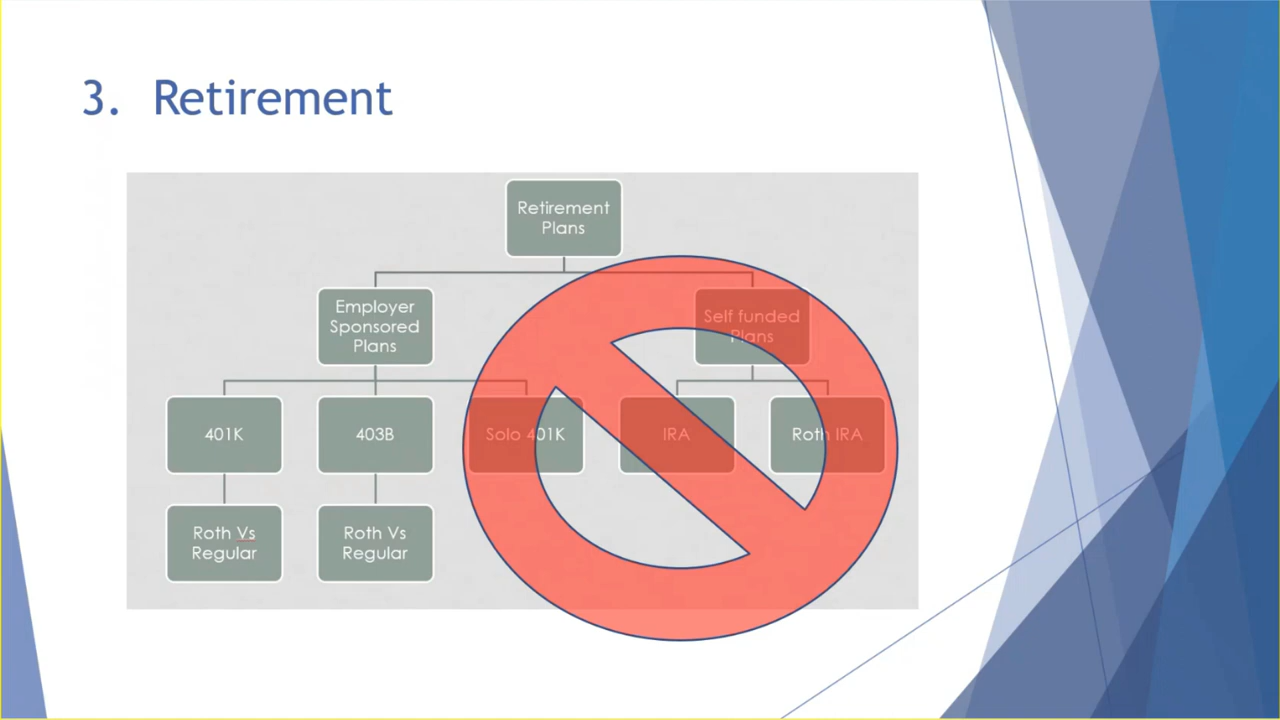 3. Retirement
Retirement
Plans
Employer
Sponsored
Plans
Self funded
Plans
401K
403B
Solo 401K
IRA
Roth IRA
Roth Vs
Regular
Roth Vs
Regular